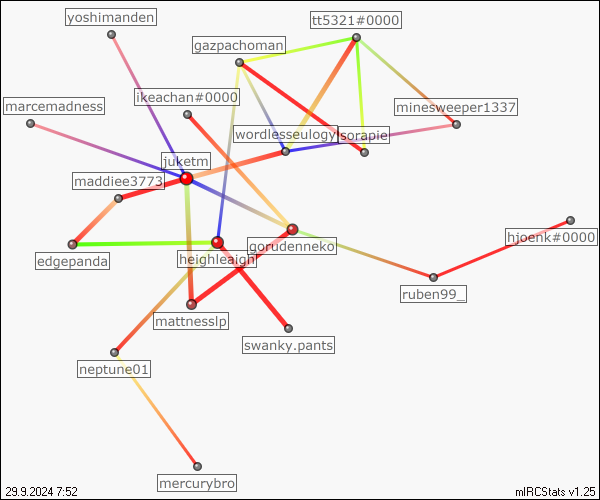 yoshimanden
tt5321#0000
gazpachoman
ikeachan#0000
marcemadness
minesweeper1337
wordlesseulogy
sorapie
juketm
maddiee3773
hjoenk#0000
gorudenneko
heighleaigh
edgepanda
ruben99_
mattnesslp
swanky.pants
neptune01
mercurybro
29.9.2024 7:52
mIRCStats v1.25